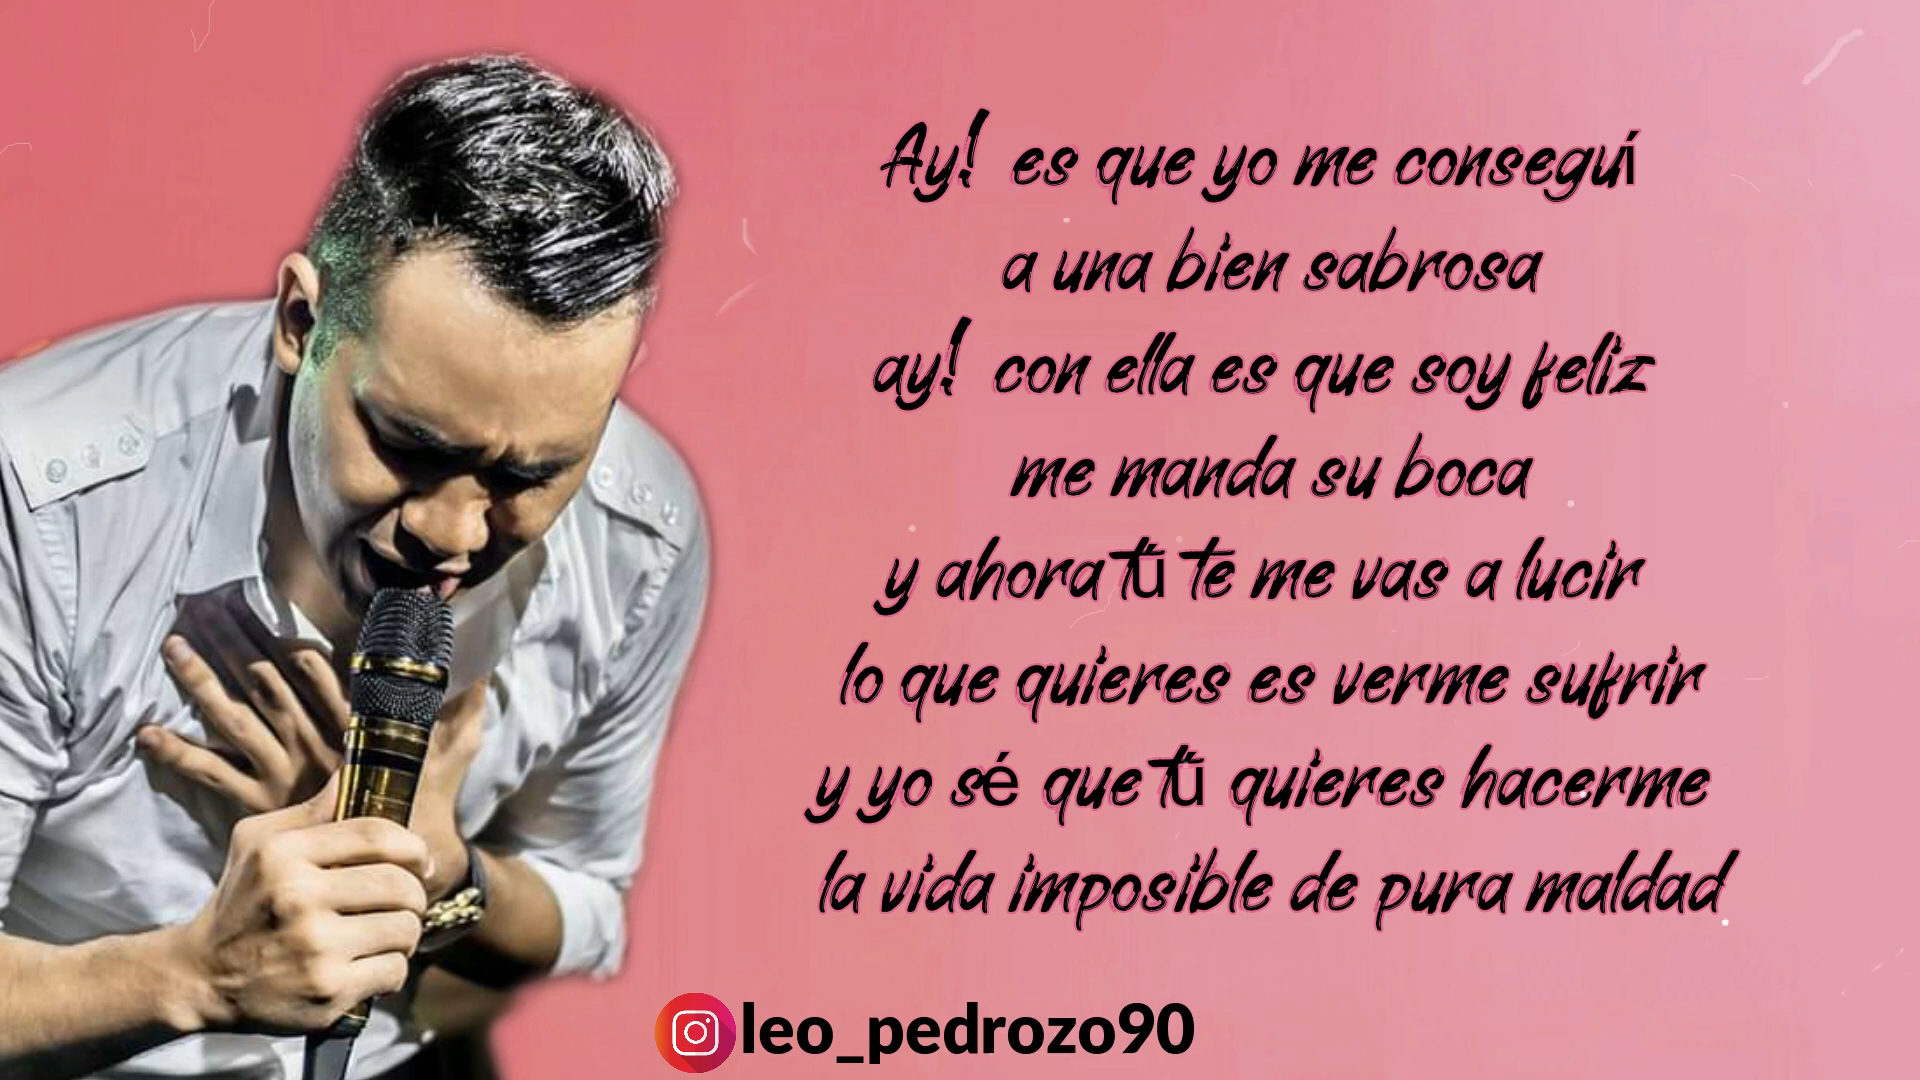 Ay! es que yo me conseguí
a una bien sabrosa
ay! con ella es que soy feliz
me manda su boca
y ahora tú te me vas a lucir
lo que quieres es verme sufrir
y yo sé que tú quieres hacerme
la vida imposible de pura maldad
leo_pedrozo90